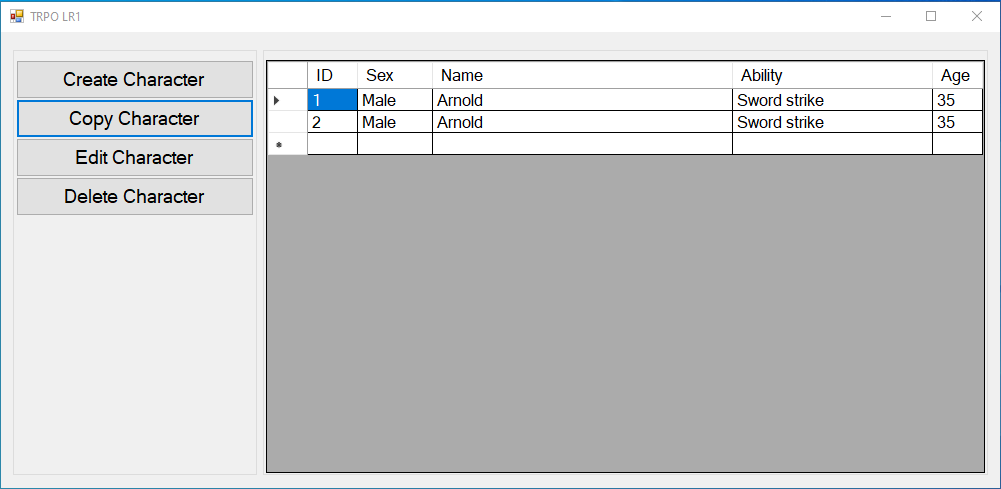 TRPO LR1
Create Character
Copy Character
Edit Character
Delete Character
ID Sex Name Ability Age
1 Male Arnold Sword strike 35
2 Male Arnold Sword strike 35